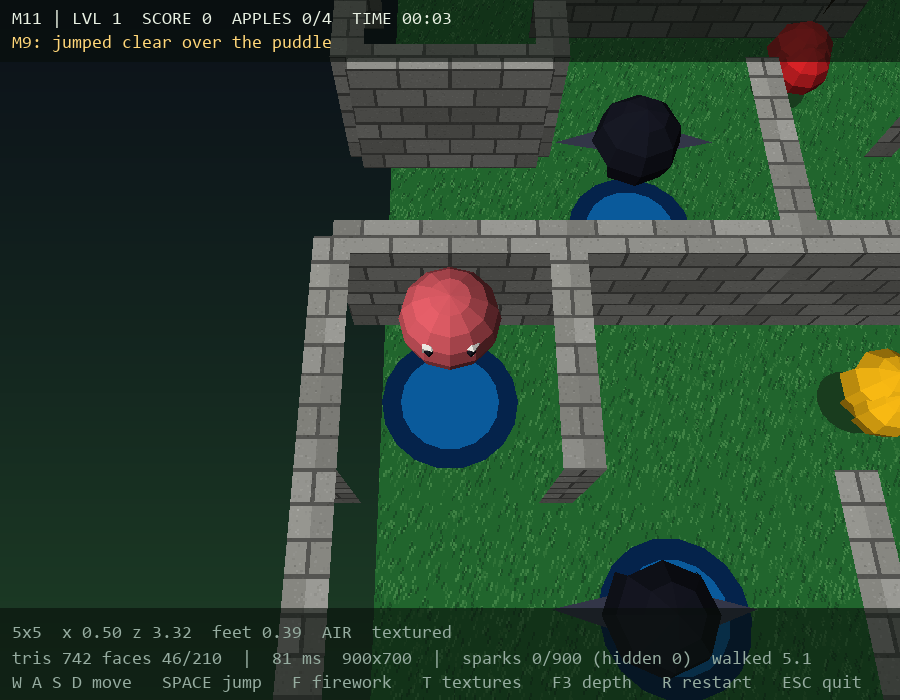 M11 | LVL 1  SCORE 0  APPLES 0/4  TIME 00:03
M9: jumped clear over the puddle
5x5  x 0.50 z 3.32  feet 0.39  AIR  textured
tris 742 faces 46/210  |  81 ms  900x700  |  sparks 0/900 (hidden 0)  walked 5.1
W A S D move   SPACE jump   F firework   T textures   F3 depth   R restart   ESC quit